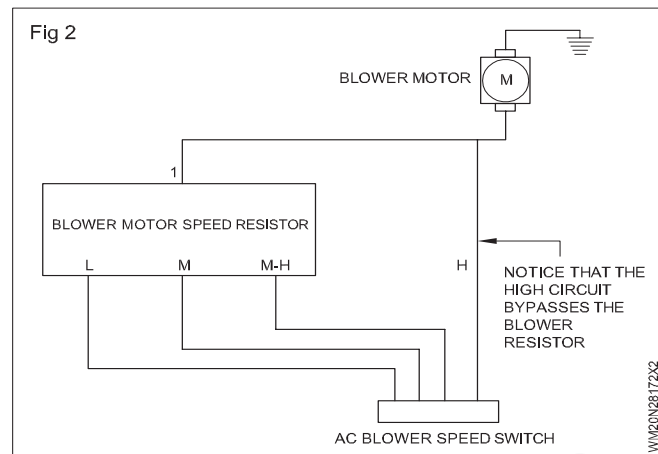 Fig 2
BLOWER MOTOR
M
1
BLOWER MOTOR SPEED RESISTOR
L M M-H
H
NOTICE THAT THE
HIGH CIRCUIT
BYPASSES THE
BLOWER
RESISTOR
AC BLOWER SPEED SWITCH
WM20N28172X2